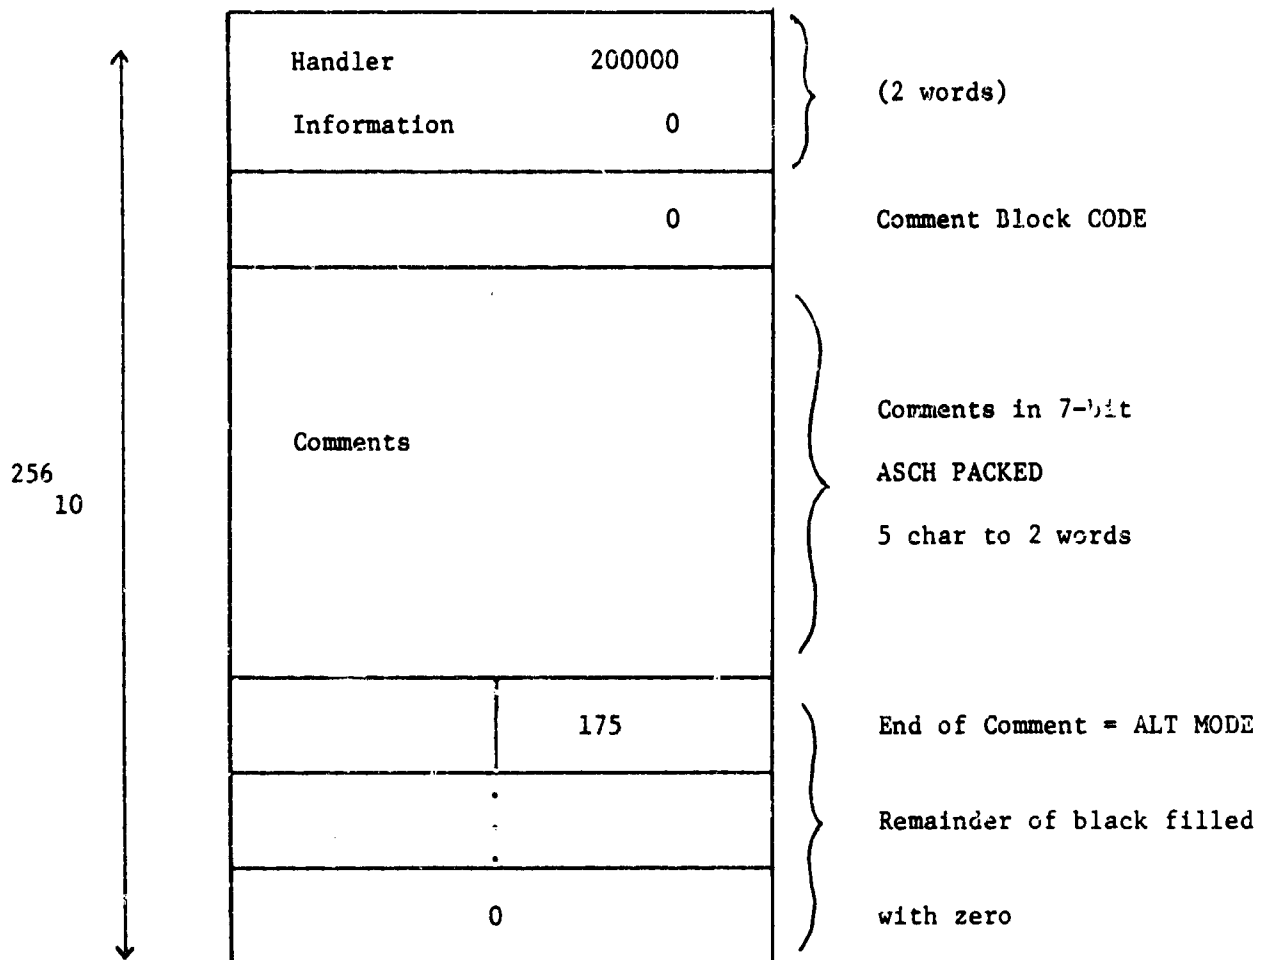 Handler 200000 (2 words)
Information 0
0 Comment Block CODE
Comments in 7-bit
Comments
256
10
ASCH PACKED
5 char to 2 words
175 End of Comment = ALT MODE
Remainder of black filled
0 with zero